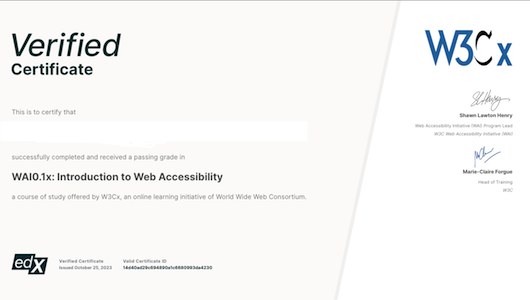 Verified
Certificate
This is to certify that
successfully completed and received a passing grade in
WAI0.1x: Introduction to Web Accessibility
a course of study offered by W3Cx, an online learning initiative of World Wide Web Consortium.
edX
Verified Certificate
Issued October 25, 2023
Valid Certificate ID
W3Cx
Shawn Lawton Henry
Web Accessibility Initiative (WAI) Program Lead
W3C Web Accessibility Initiative (WAI)
Marie-Claire Forgue
Head of Training
W3C